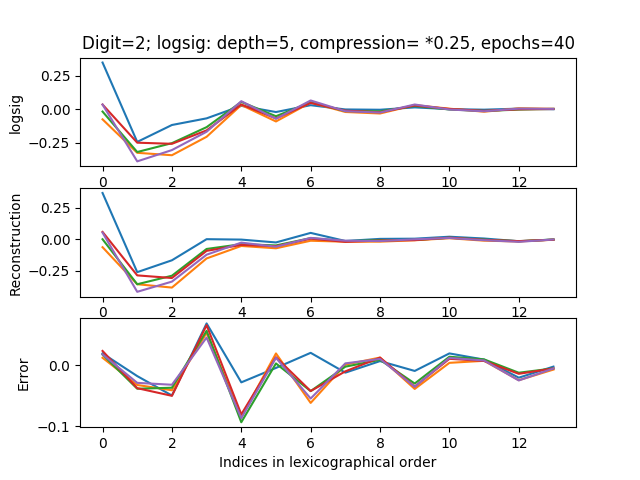 Digit=2; logsig: depth=5, compression= *0.25, epochs=40
logsig
0.25
0.00
−0.25
0 2 4 6 8 10 12
Reconstruction
0.25
0.00
−0.25
0 2 4 6 8 10 12
Error
0.0
−0.1
0 2 4 6 8 10 12
Indices in lexicographical order